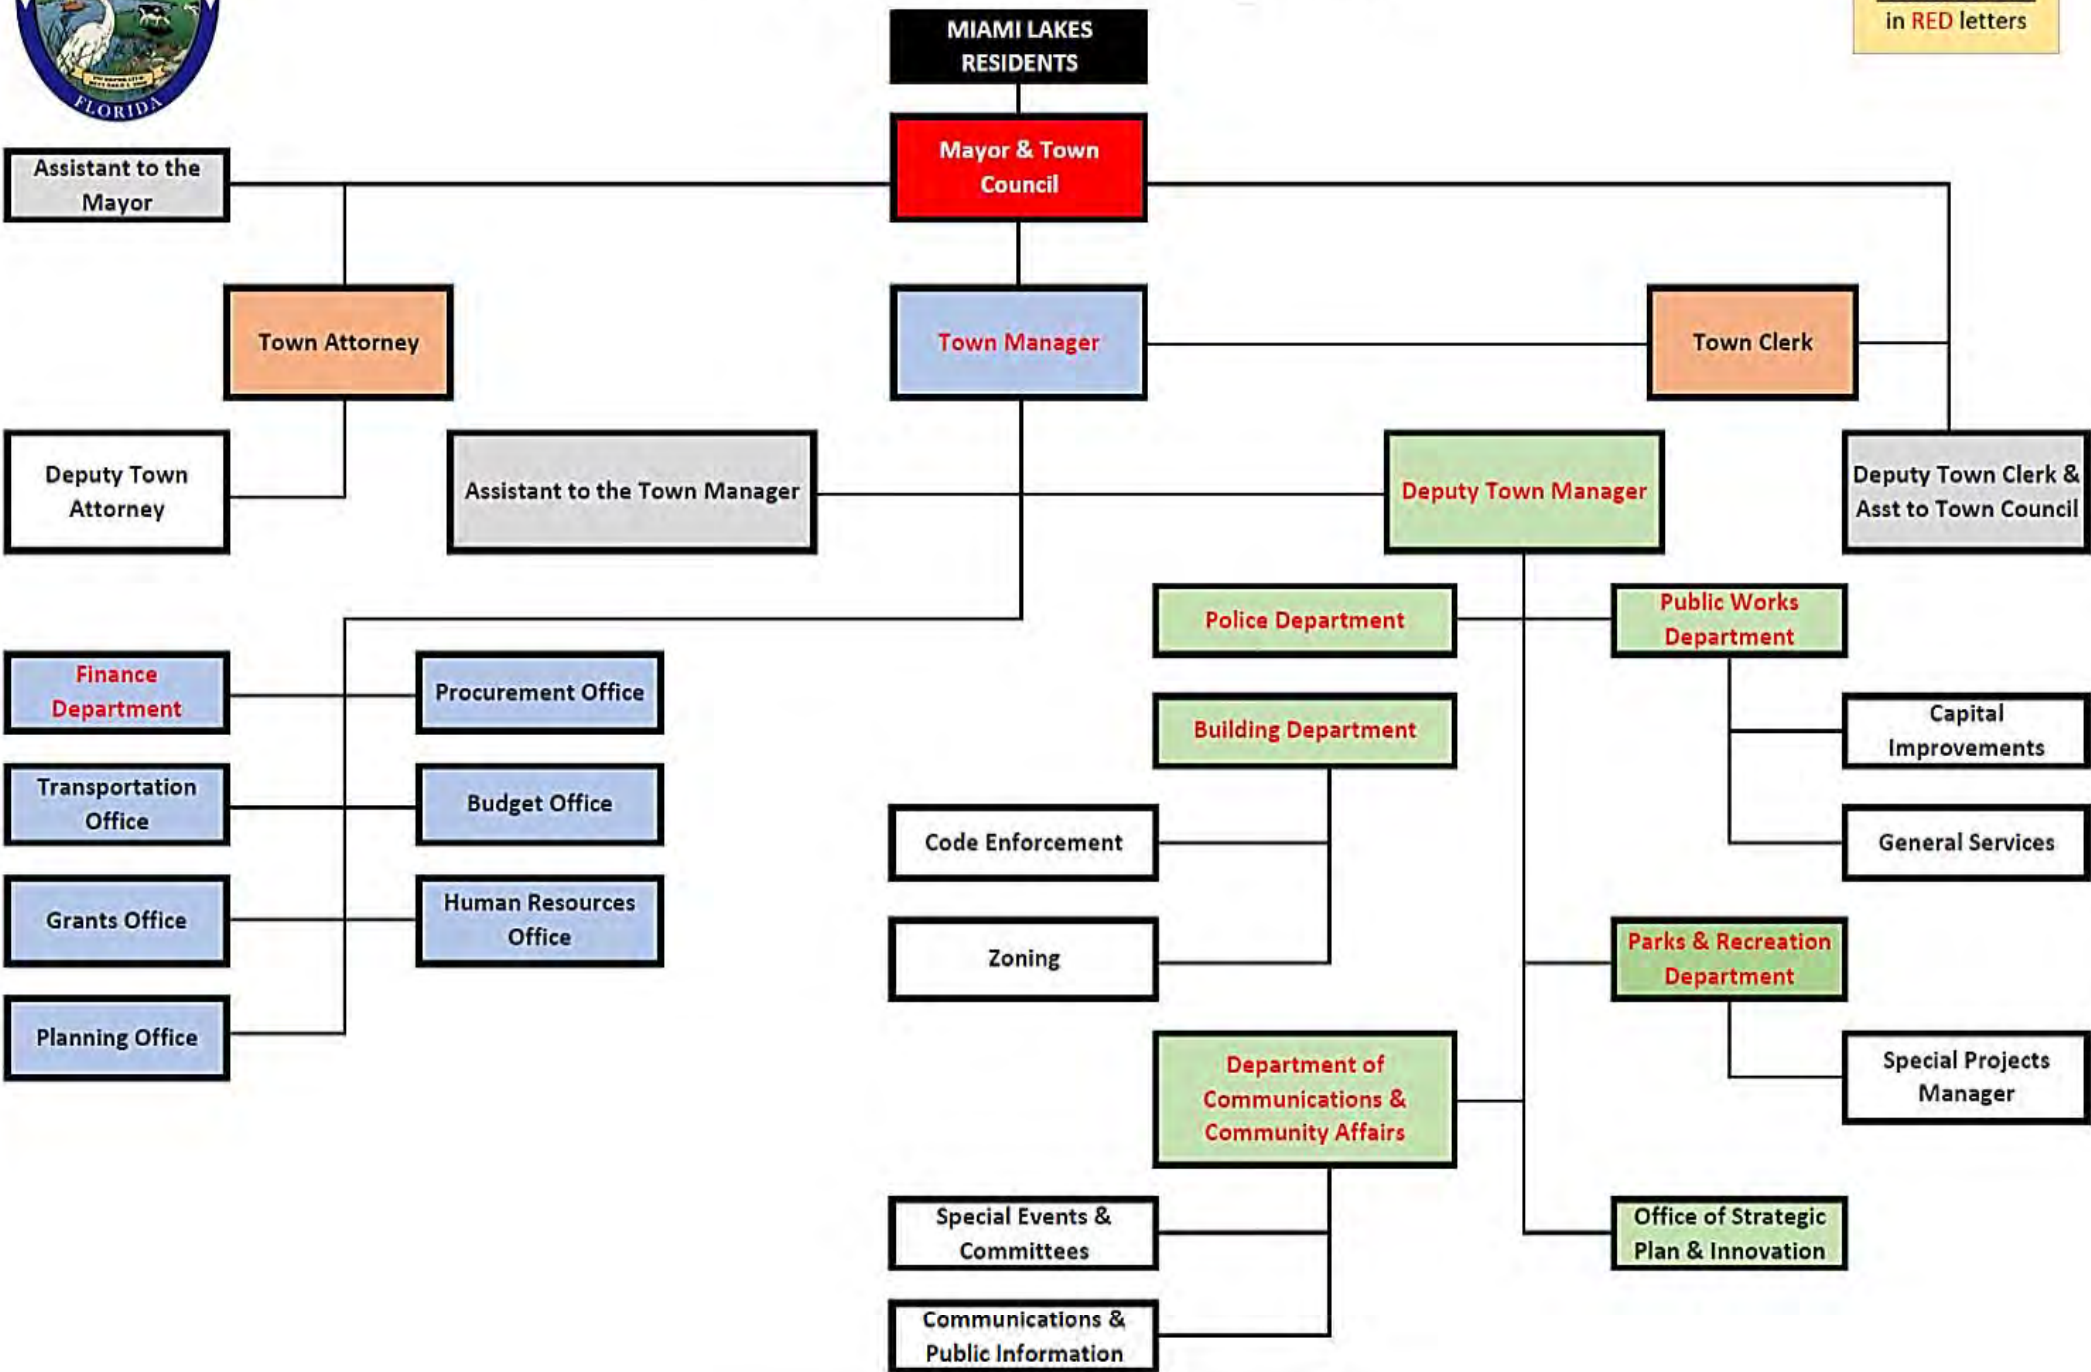 FLORIDA
in RED letters
MIAMI LAKES
RESIDENTS
Mayor & Town
Council
Assistant to the
Mayor
Town Attorney
Town Manager
Town Clerk
Deputy Town
Attorney
Assistant to the Town Manager
Deputy Town Manager
Deputy Town Clerk &
Asst to Town Council
Police Department
Public Works
Department
Finance
Department
Procurement Office
Building Department
Capital
Improvements
Transportation
Office
Budget Office
Code Enforcement
General Services
Grants Office
Human Resources
Office
Zoning
Parks & Recreation
Department
Planning Office
Department of
Communications &
Community Affairs
Special Projects
Manager
Special Events &
Committees
Office of Strategic
Plan & Innovation
Communications &
Public Information